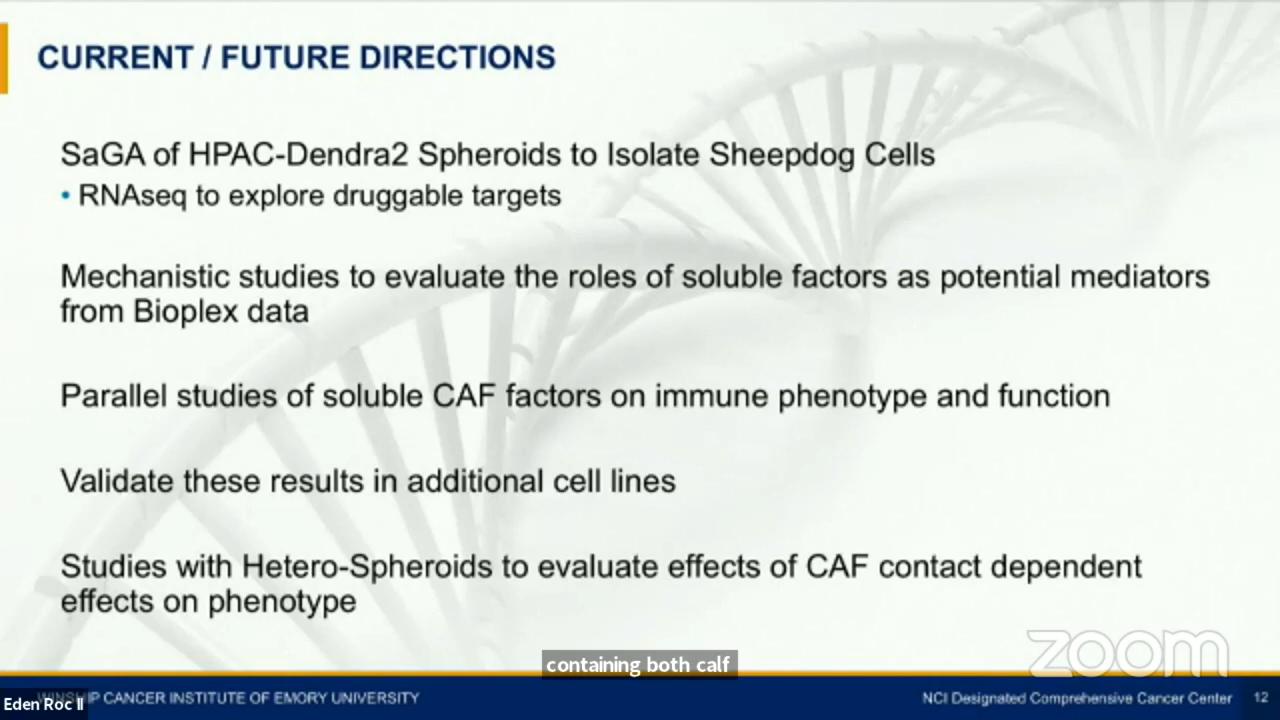 CURRENT / FUTURE DIRECTIONS
SaGA of HPAC-Dendra2 Spheroids to Isolate Sheepdog Cells
• RNAseq to explore druggable targets
Mechanistic studies to evaluate the roles of soluble factors as potential mediators
from Bioplex data
Parallel studies of soluble CAF factors on immune phenotype and function
Validate these results in additional cell lines
Studies with Hetero-Spheroids to evaluate effects of CAF contact dependent
effects on phenotype
zoom
containing both calf
WINSHIP CANCER INSTITUTE OF EMORY UNIVERSITY
NCI Designated Comprehensive Cancer Center 12
Eden Roc II